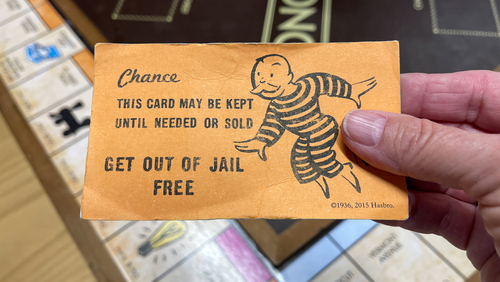 Chance
THIS CARD MAY BE KEPT
UNTIL NEEDED OR SOLD
GET OUT OF JAIL
FREE
©1936, 2015 Hasbro.